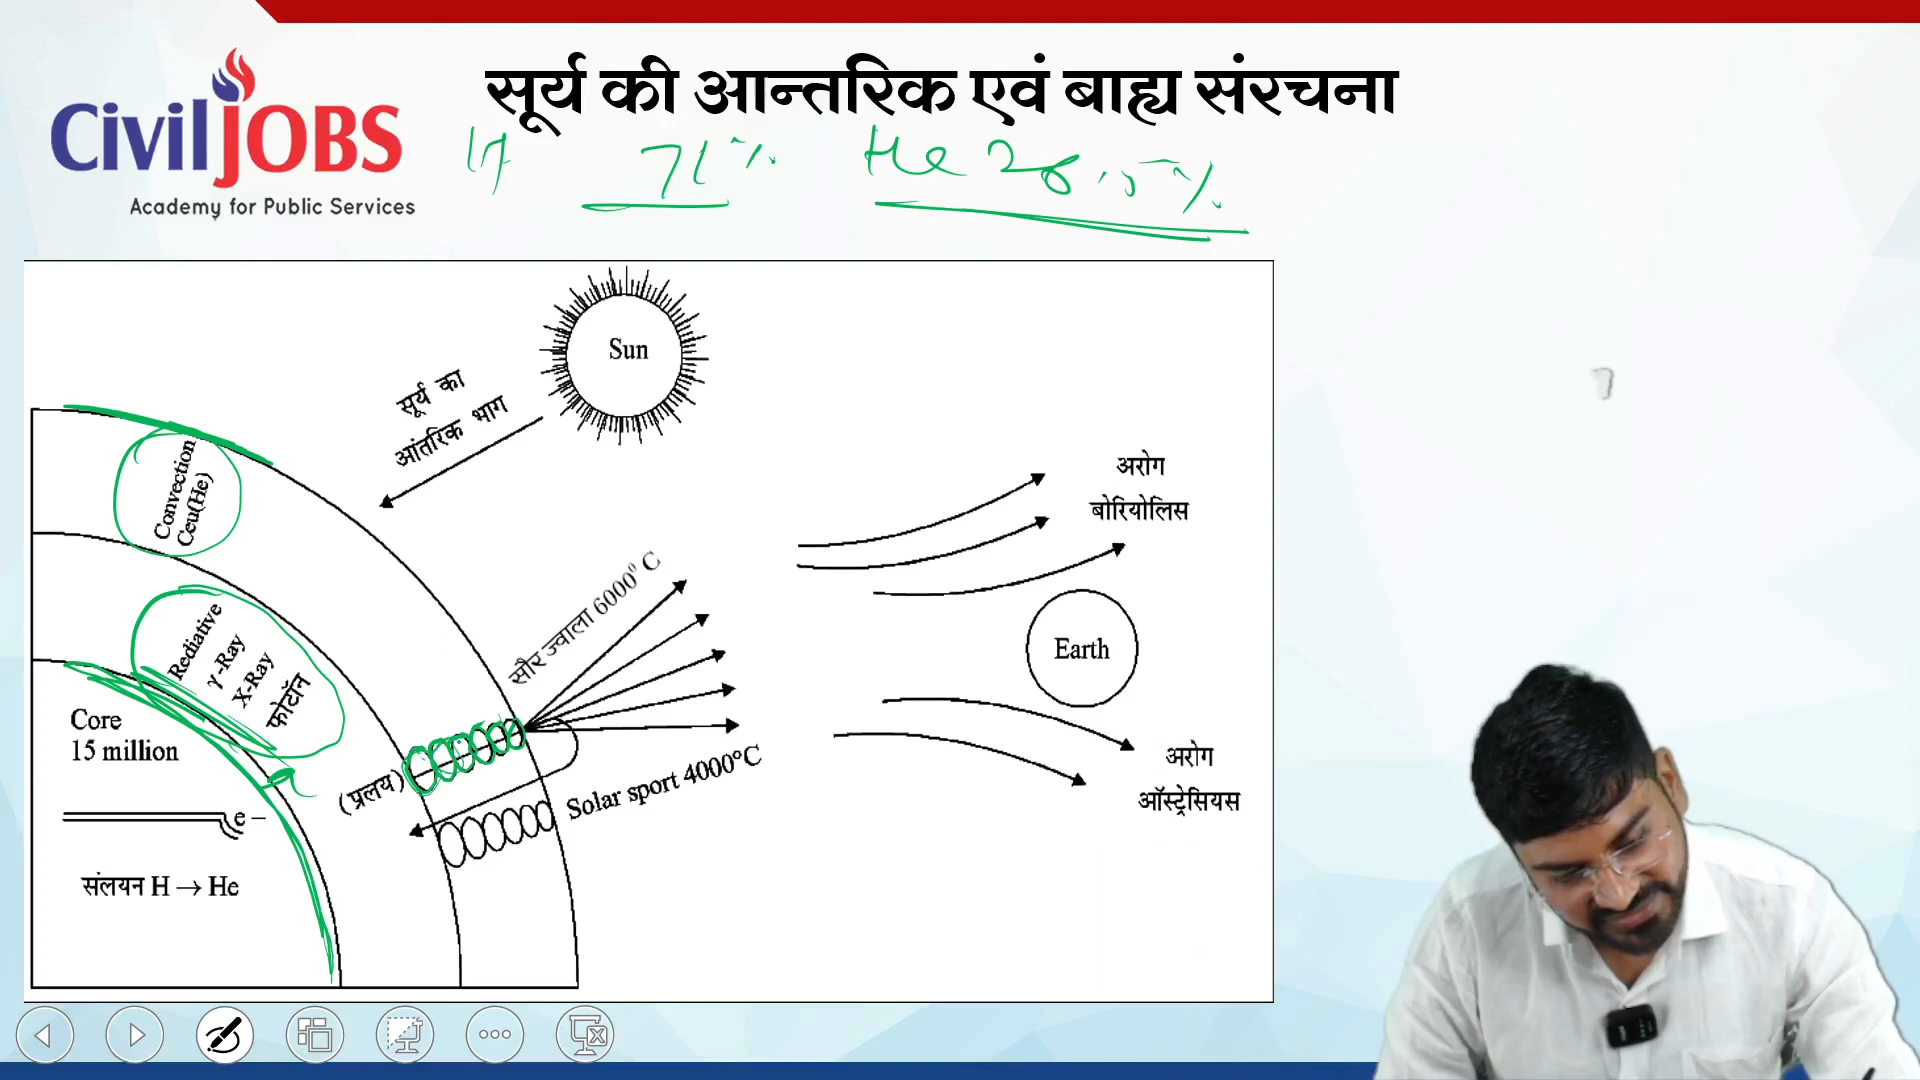 CivilJOBS
Academy for Public Services
सूर्य की आन्तरिक एवं बाह्य संरचना
H 71% He 28.5%
Sun
सूर्य का
आंतरिक भाग
Convection
Ceu(He)
Rediative
γ-Ray
X-Ray
फोटॉन
Core
15 million
e –
संलयन H → He
(प्रलय)
सौर ज्वाला 6000⁰ C
Solar sport 4000°C
अरोग
बोरियोलिस
Earth
अरोग
ऑस्ट्रेसियस